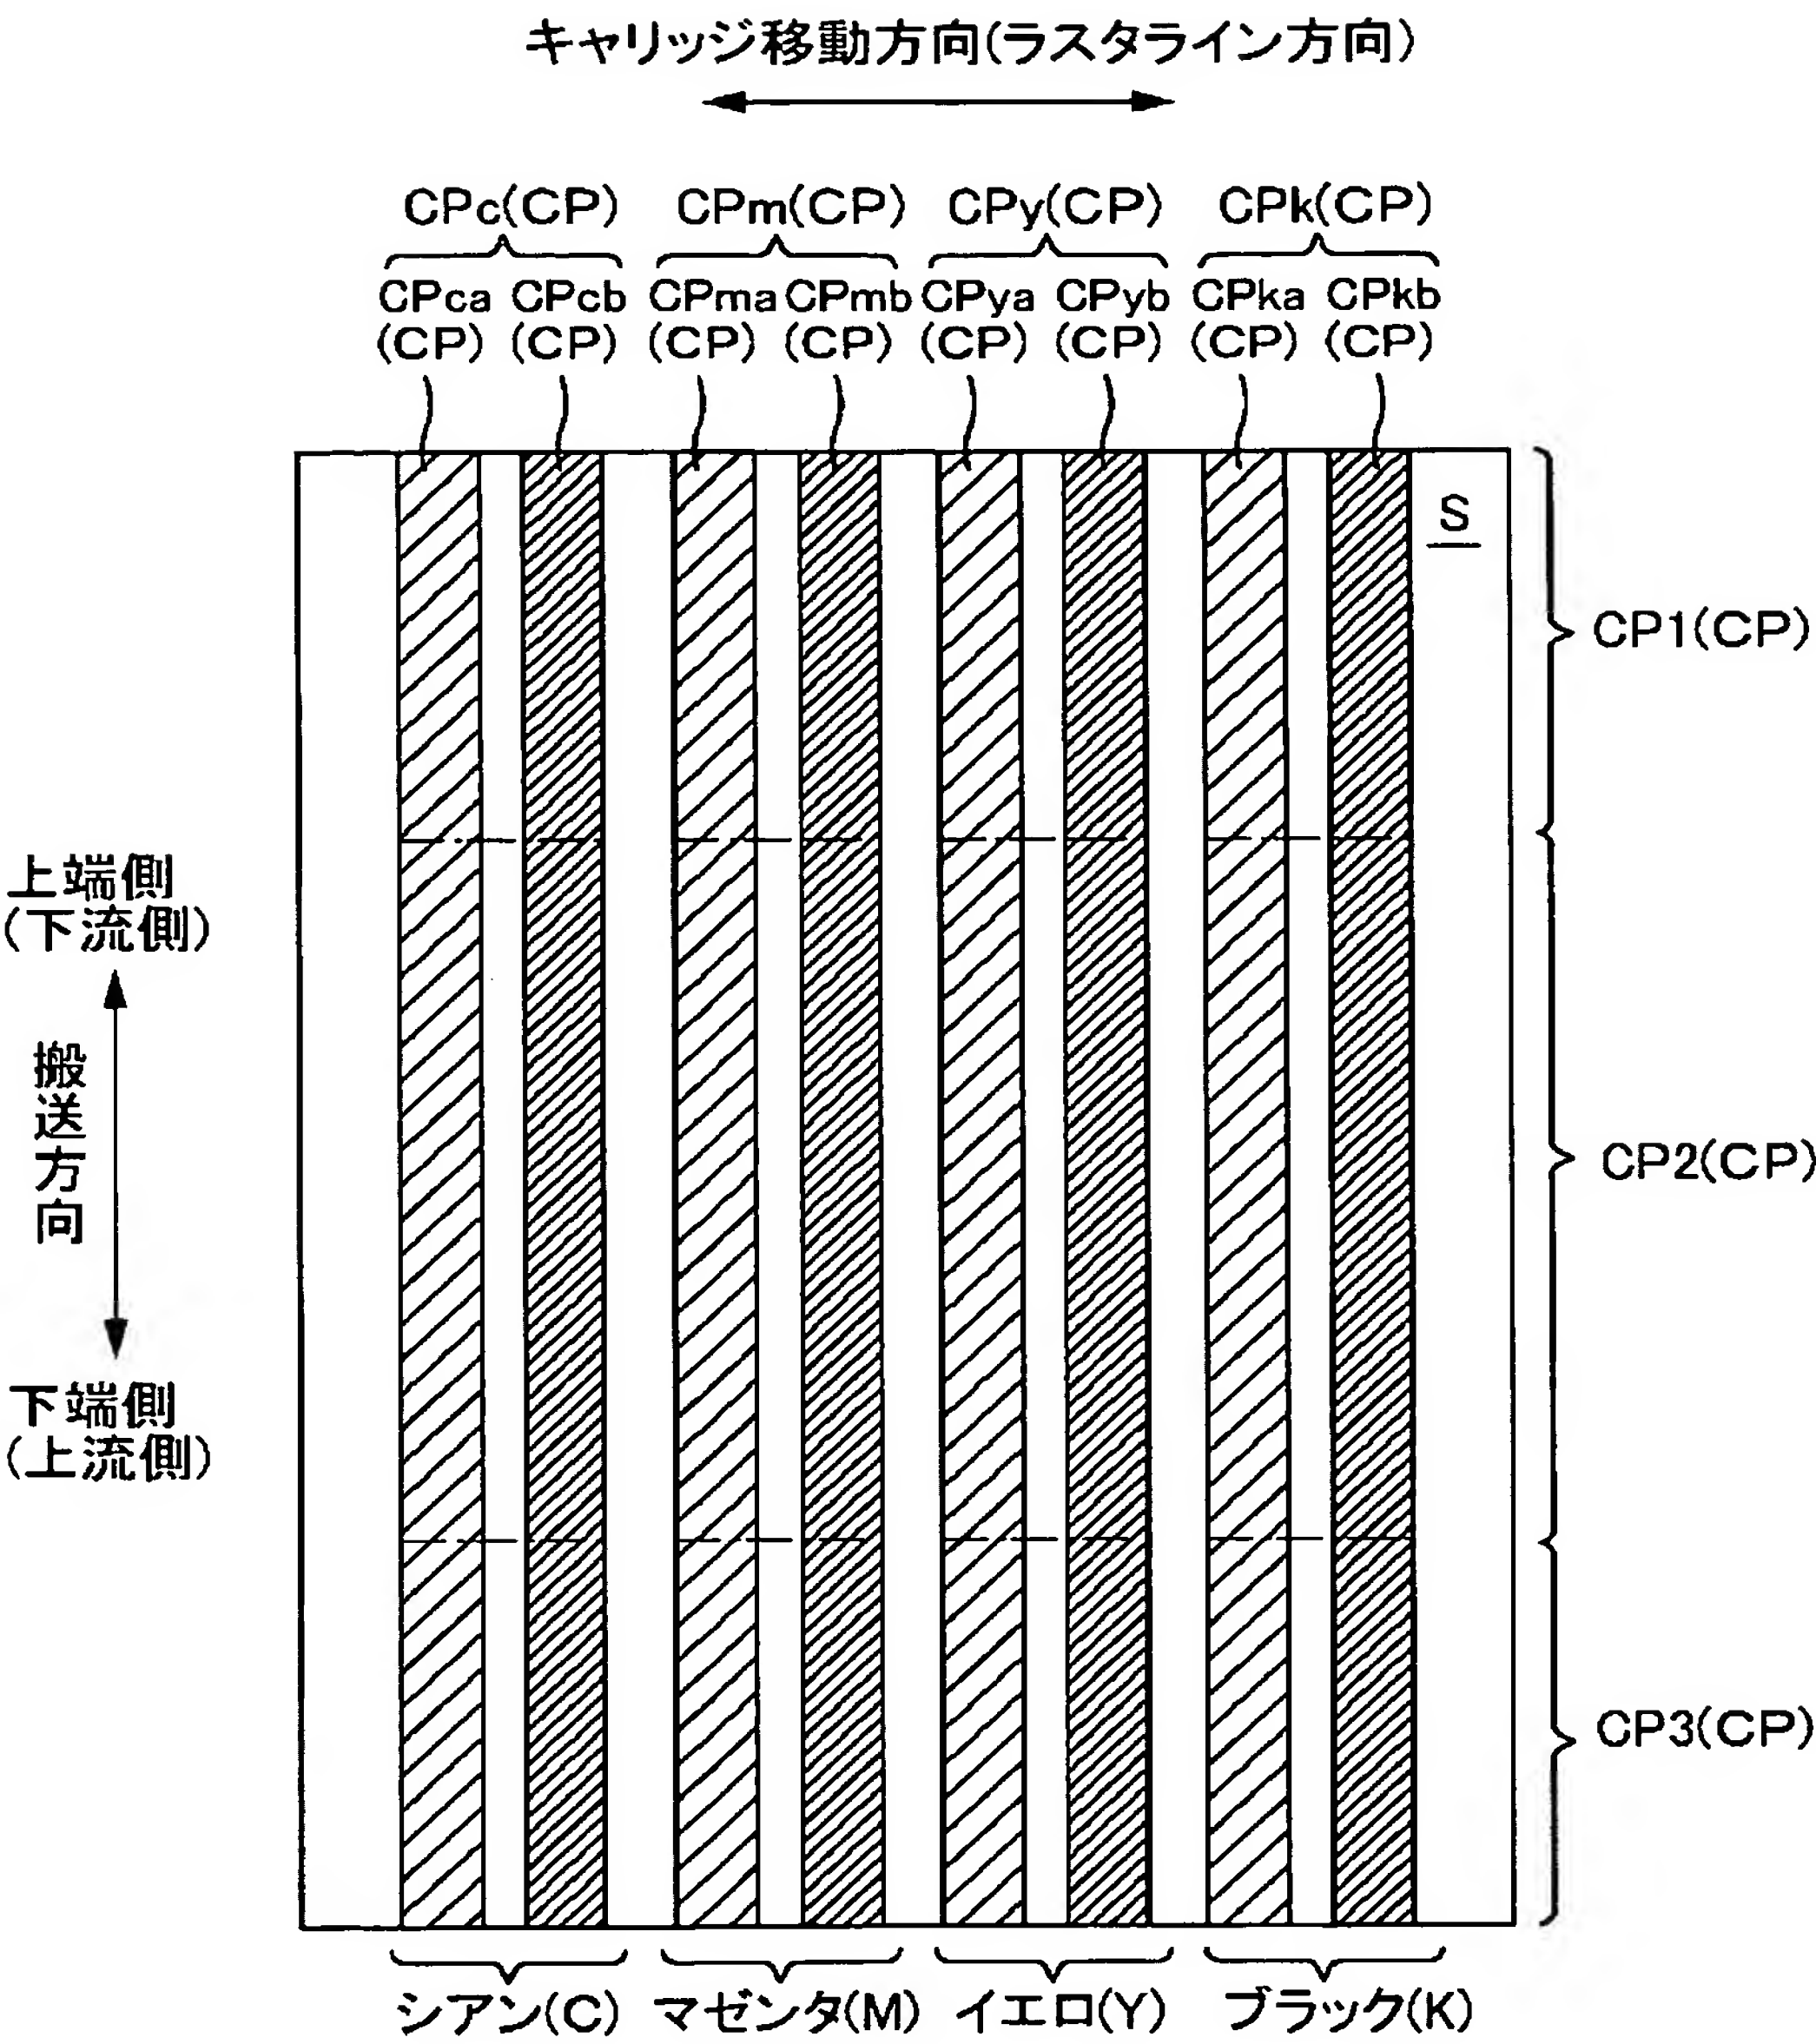 キャリッジ移動方向(ラスタライン方向)
CPc(CP) CPm(CP) CPy(CP) CPk(CP)
CPca CPcb CPma CPmb CPya CPyb CPka CPkb
(CP) (CP) (CP) (CP) (CP) (CP) (CP) (CP)
S
CP1(CP)
上端側
(下流側)
搬送方向
CP2(CP)
下端側
(上流側)
CP3(CP)
シアン(C) マゼンタ(M) イエロ(Y) ブラック(K)